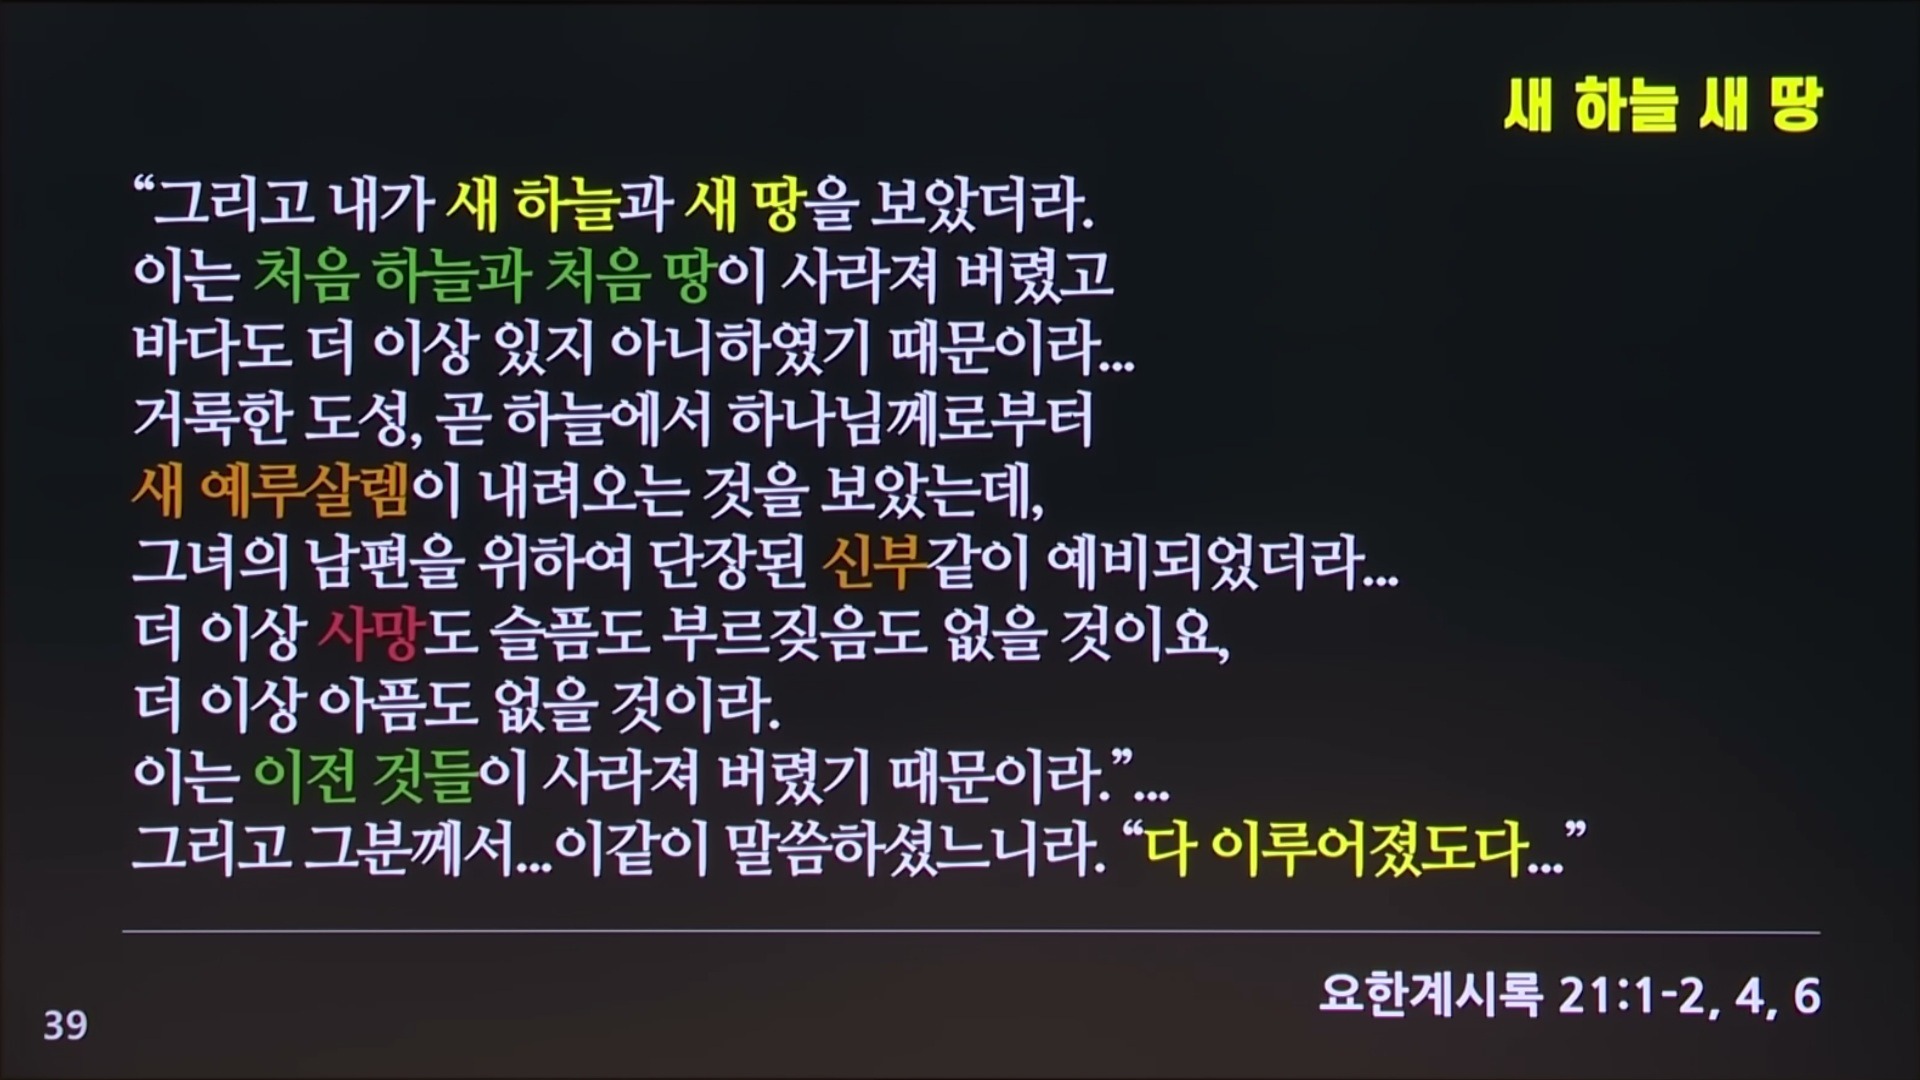 새 하늘 새 땅
“그리고 내가 새 하늘과 새 땅을 보았더라.
이는 처음 하늘과 처음 땅이 사라져 버렸고
바다도 더 이상 있지 아니하였기 때문이라...
거룩한 도성, 곧 하늘에서 하나님께로부터
새 예루살렘이 내려오는 것을 보았는데,
그녀의 남편을 위하여 단장된 신부같이 예비되었더라...
더 이상 사망도 슬픔도 부르짖음도 없을 것이요,
더 이상 아픔도 없을 것이라.
이는 이전 것들이 사라져 버렸기 때문이라.”...
그리고 그분께서...이같이 말씀하셨느니라. “다 이루어졌도다...”
요한계시록 21:1-2, 4, 6
39